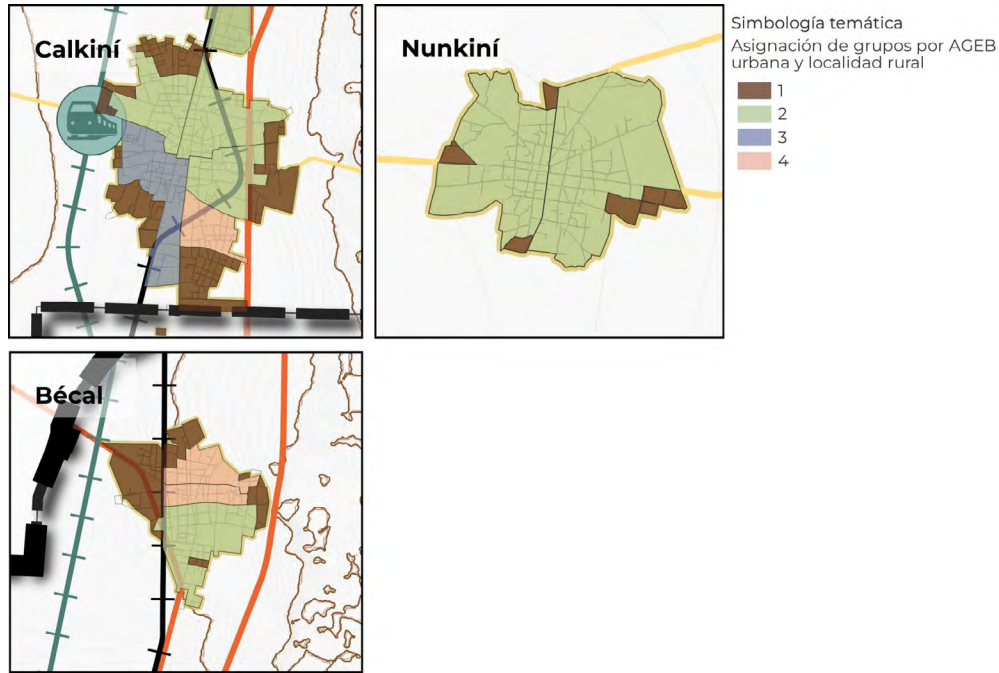 Calkiní
Nunkiní
Simbología temática
Asignación de grupos por AGEB
urbana y localidad rural
1
2
3
4
Bécal